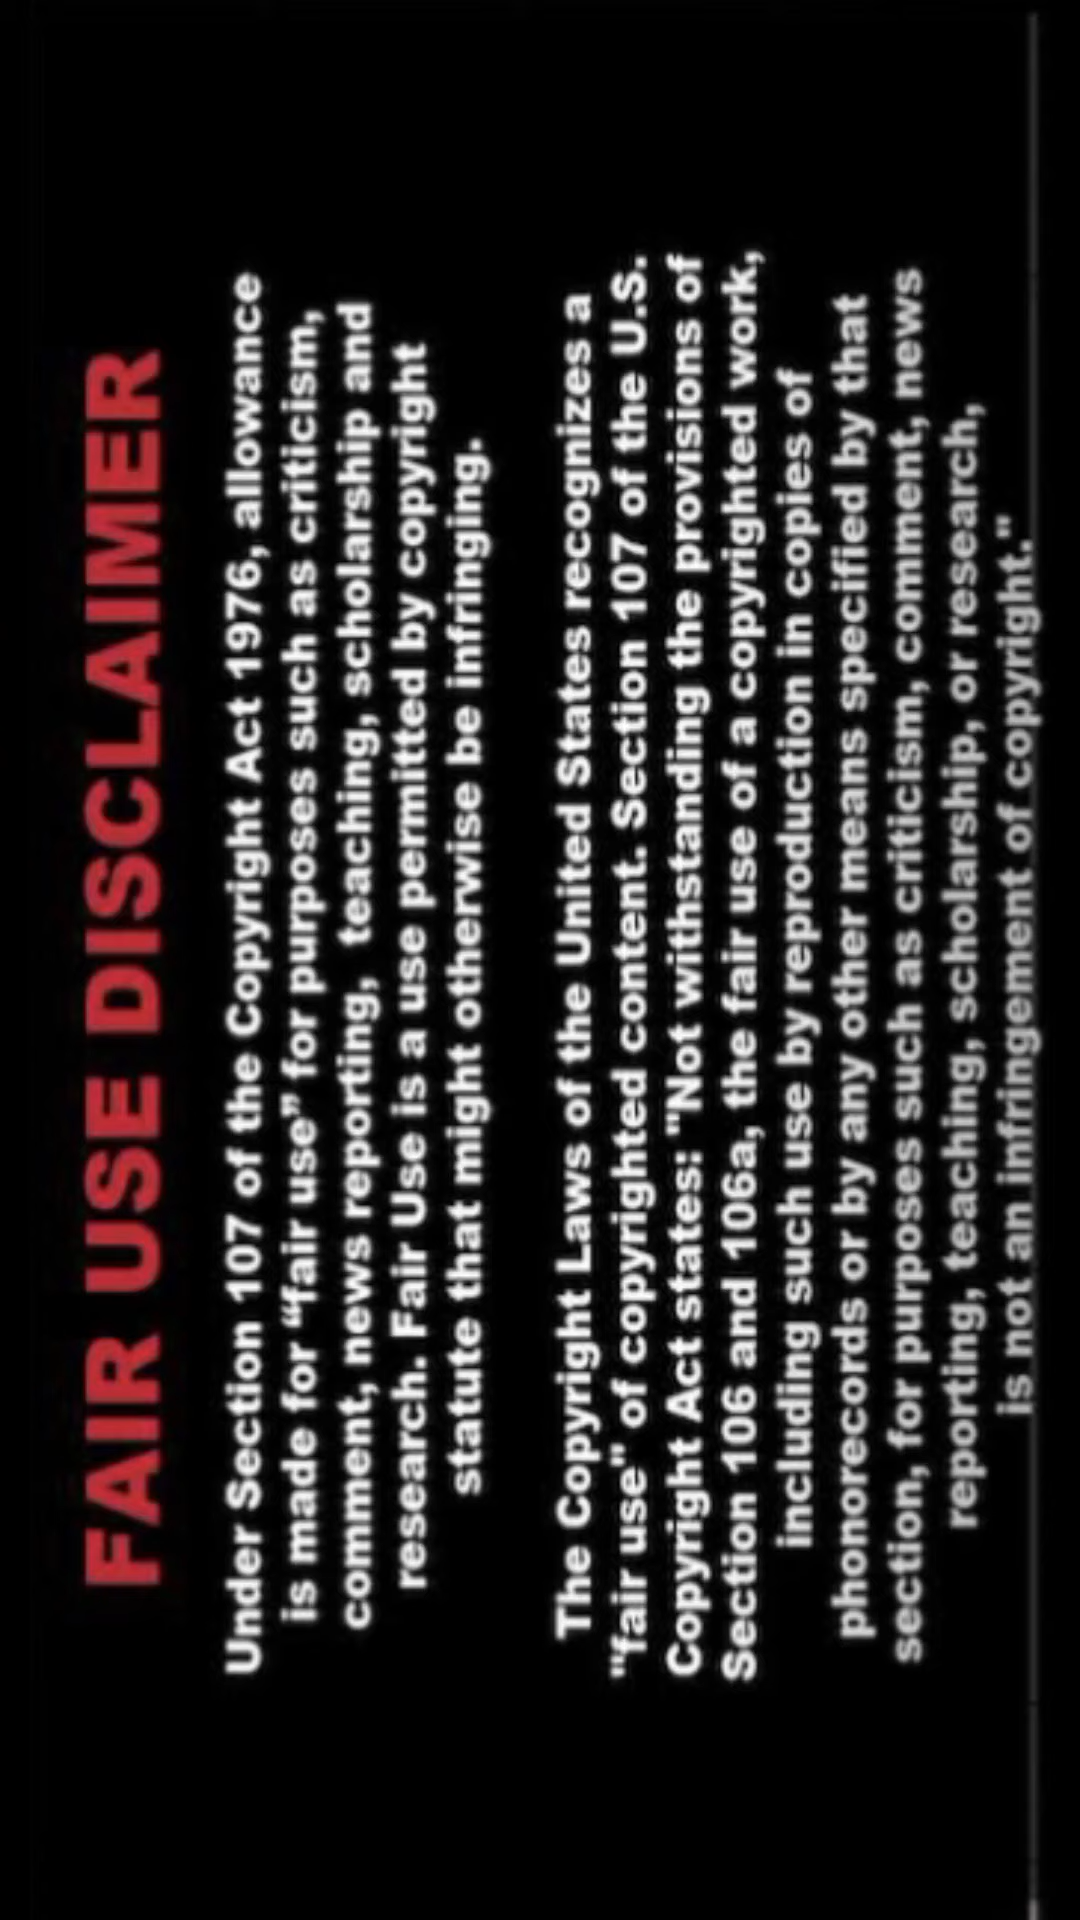 FAIR USE DISCLAIMER
Under Section 107 of the Copyright Act 1976, allowance
is made for “fair use” for purposes such as criticism,
comment, news reporting, teaching, scholarship and
research. Fair Use is a use permitted by copyright
statute that might otherwise be infringing.
The Copyright Laws of the United States recognizes a
"fair use" of copyrighted content. Section 107 of the U.S.
Copyright Act states: "Not withstanding the provisions of
Section 106 and 106a, the fair use of a copyrighted work,
including such use by reproduction in copies of
phonorecords or by any other means specified by that
section, for purposes such as criticism, comment, news
reporting, teaching, scholarship, or research,
is not an infringement of copyright."